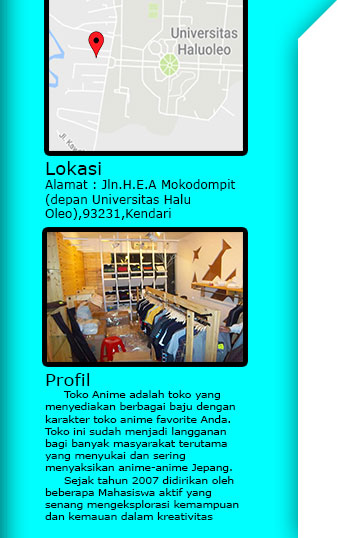 Universitas
Haluoleo
Lokasi
Alamat : Jln.H.E.A Mokodompit
(depan Universitas Halu
Oleo),93231,Kendari
Profil
Toko Anime adalah toko yang
menyediakan berbagai baju dengan
karakter toko anime favorite Anda.
Toko ini sudah menjadi langganan
bagi banyak masyarakat terutama
yang menyukai dan sering
menyaksikan anime-anime Jepang.
Sejak tahun 2007 didirikan oleh
beberapa Mahasiswa aktif yang
senang mengeksplorasi kemampuan
dan kemauan dalam kreativitas